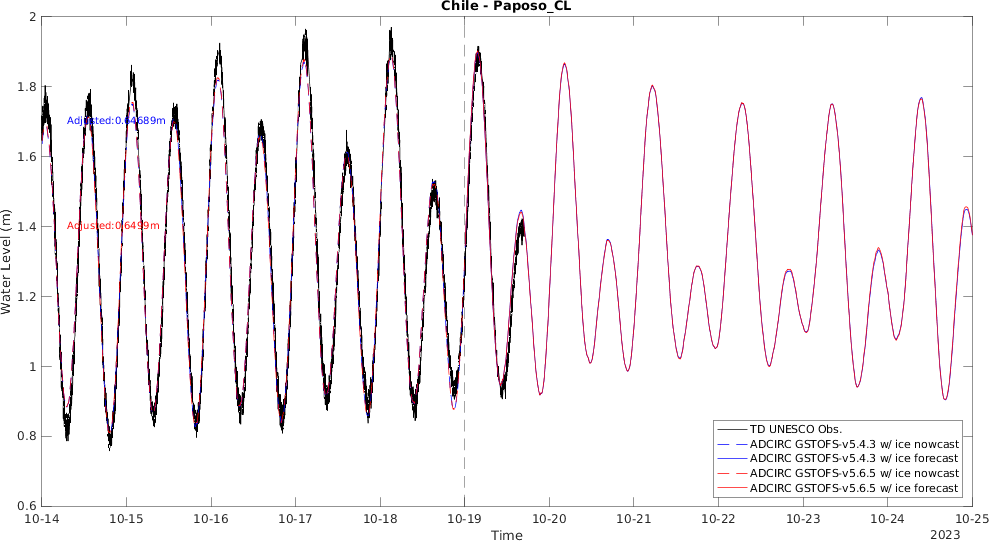 Chile - Paposo_CL
2
1.8
1.6
1.4
1.2
1
0.8
0.6
Water Level (m)
Adjusted:0.64689m
Adjusted:0.6499m
TD UNESCO Obs.
ADCIRC GSTOFS-v5.4.3 w/ ice nowcast
ADCIRC GSTOFS-v5.4.3 w/ ice forecast
ADCIRC GSTOFS-v5.6.5 w/ ice nowcast
ADCIRC GSTOFS-v5.6.5 w/ ice forecast
10-14 10-15 10-16 10-17 10-18 10-19 10-20 10-21 10-22 10-23 10-24 10-25
Time
2023